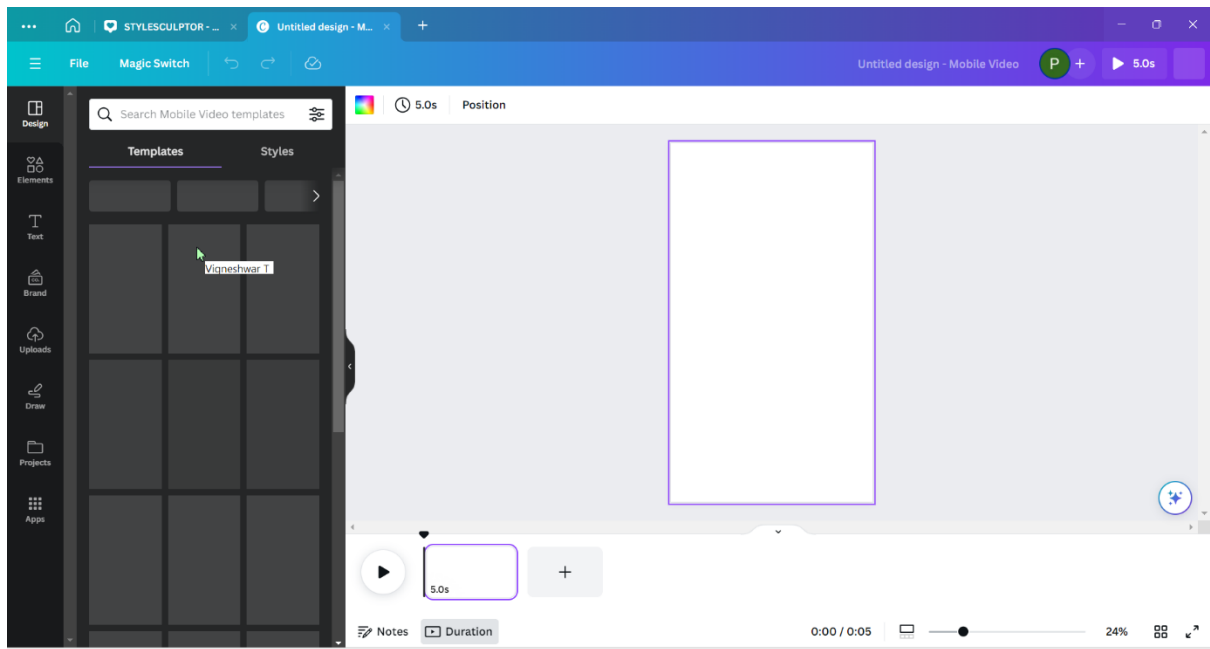 STYLESCULPTOR - ...
Untitled design - M...
File
Magic Switch
Untitled design - Mobile Video
P
5.0s
Design
Elements
Text
Brand
Uploads
Draw
Projects
Apps
Search Mobile Video templates
Templates
Styles
Vigneshwar T
5.0s
Position
5.0s
Notes
Duration
0:00 / 0:05
24%